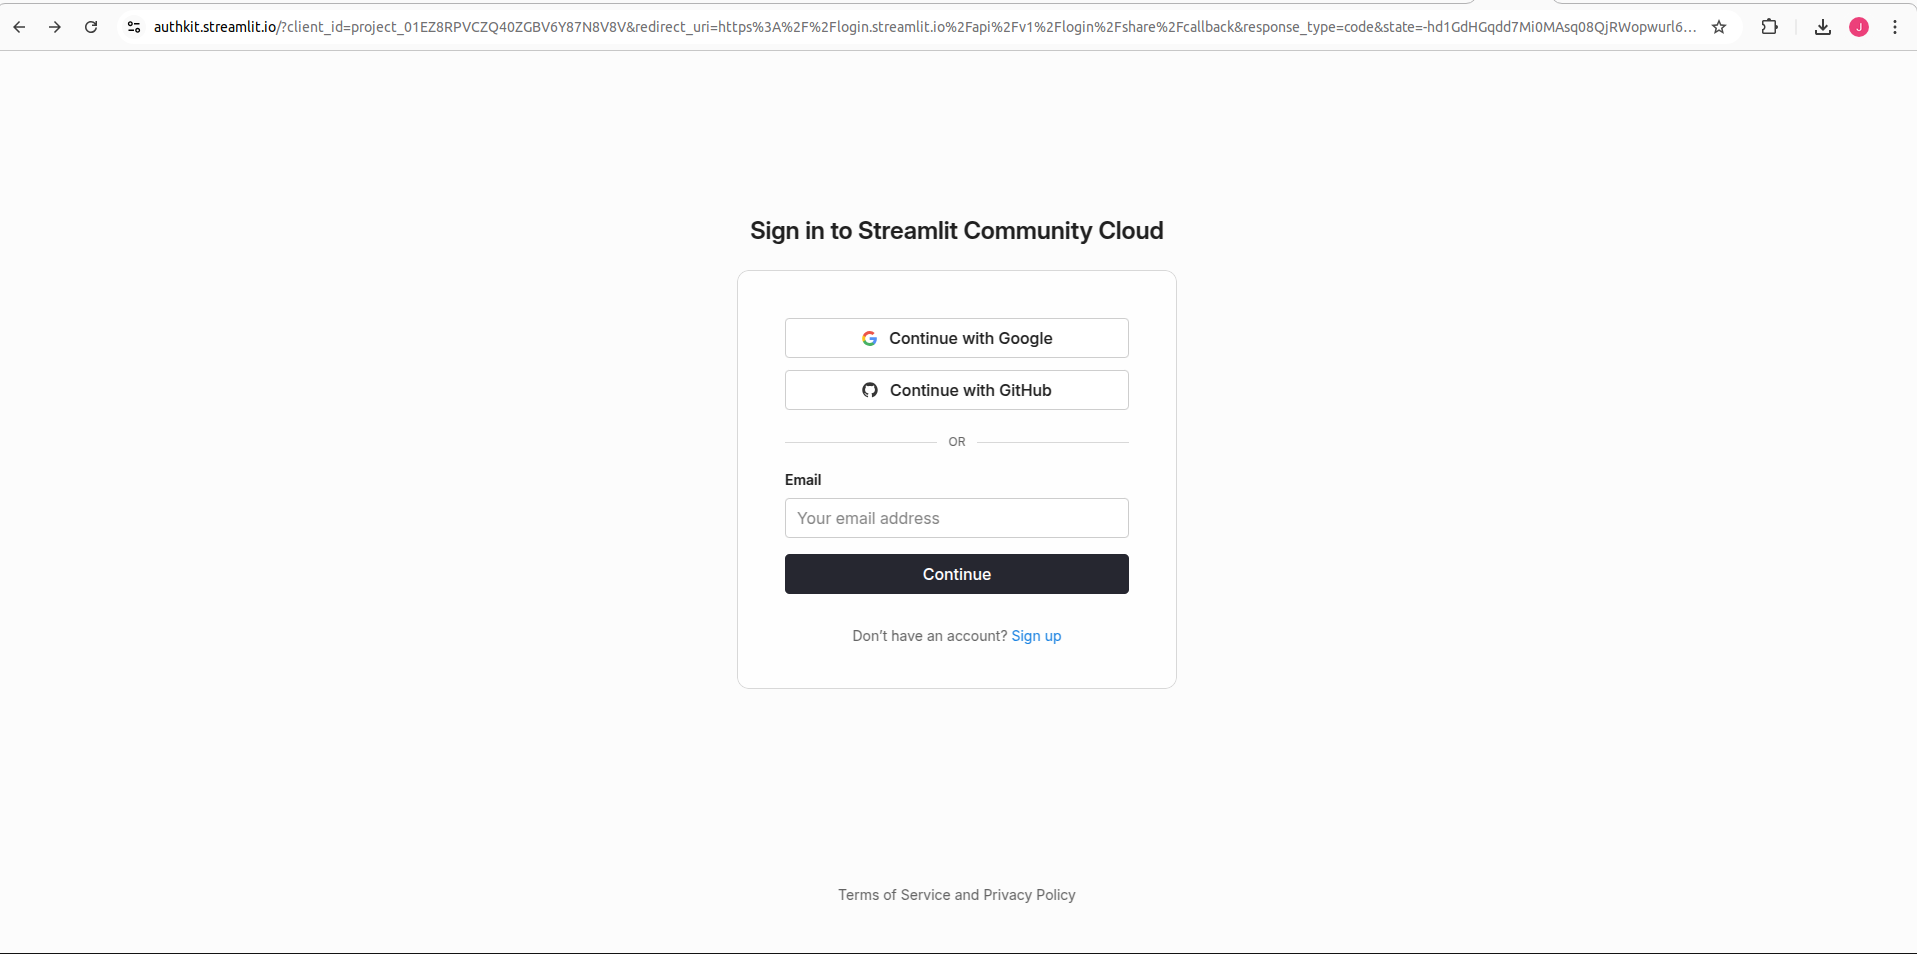 authkit.streamlit.io/?client_id=project_01EZ8RPVCZQ40ZGBV6Y87N8V8V&redirect_uri=https%3A%2F%2Flogin.streamlit.io%2Fapi%2Fv1%2Flogin%2Fshare%2Fcallback&response_type=code&state=-hd1GdHGqdd7Mi0MAsq08QjRWopwurl6...
J
Sign in to Streamlit Community Cloud
Continue with Google
Continue with GitHub
OR
Email
Your email address
Continue
Don’t have an account? Sign up
Terms of Service and Privacy Policy